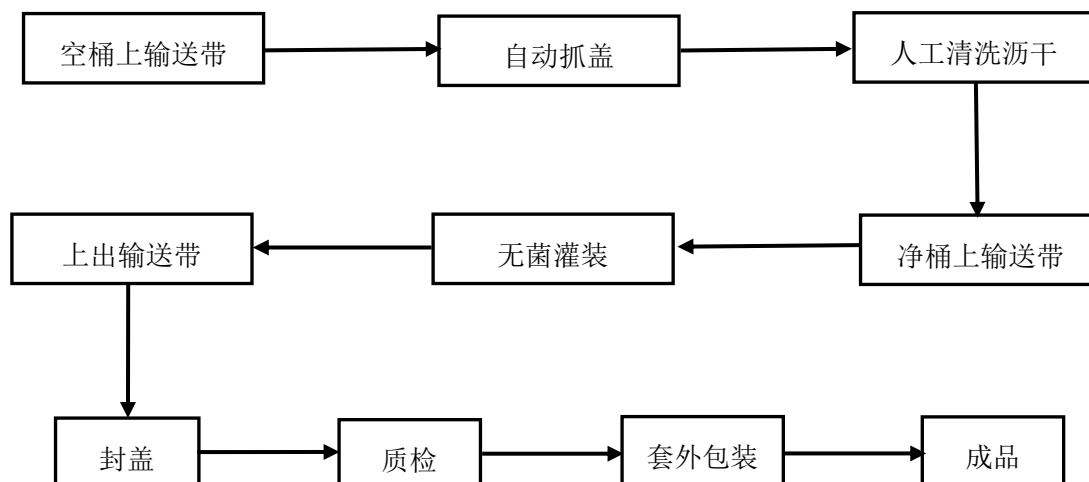 空桶上输送带
自动抓盖
人工清洗沥干
净桶上输送带
无菌灌装
上出输送带
封盖
质检
套外包装
成品